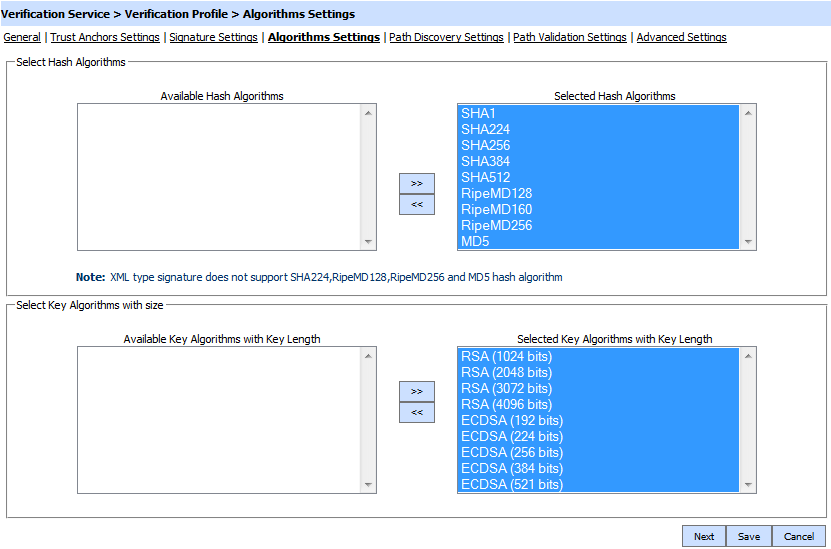 Verification Service > Verification Profile > Algorithms Settings
General | Trust Anchors Settings | Signature Settings | Algorithms Settings | Path Discovery Settings | Path Validation Settings | Advanced Settings
Select Hash Algorithms
Available Hash Algorithms
Selected Hash Algorithms
SHA1
SHA224
SHA256
SHA384
SHA512
RipeMD128
RipeMD160
RipeMD256
MD5
>>
<<
Note: XML type signature does not support SHA224,RipeMD128,RipeMD256 and MD5 hash algorithm
Select Key Algorithms with size
Available Key Algorithms with Key Length
Selected Key Algorithms with Key Length
RSA (1024 bits)
RSA (2048 bits)
RSA (3072 bits)
RSA (4096 bits)
ECDSA (192 bits)
ECDSA (224 bits)
ECDSA (256 bits)
ECDSA (384 bits)
ECDSA (521 bits)
>>
<<
Next Save Cancel